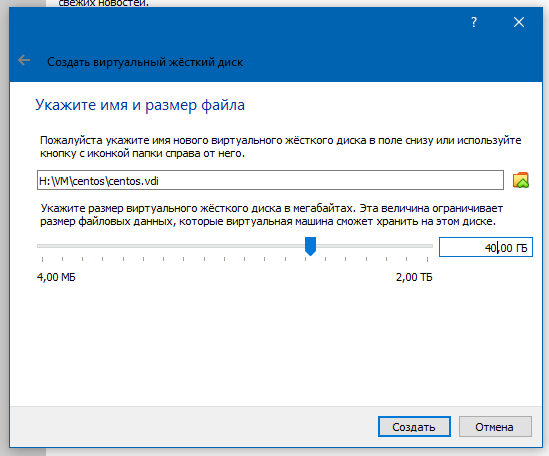 свежих новостей.
?
Создать виртуальный жёсткий диск
Укажите имя и размер файла
Пожалуйста укажите имя нового виртуального жёсткого диска в поле снизу или используйте
кнопку с иконкой папки справа от него.
H:\VM\centos\centos.vdi
Укажите размер виртуального жёсткого диска в мегабайтах. Эта величина ограничивает
размер файловых данных, которые виртуальная машина сможет хранить на этом диске.
40,00 ГБ
4,00 МБ 2,00 ТБ
Создать Отмена